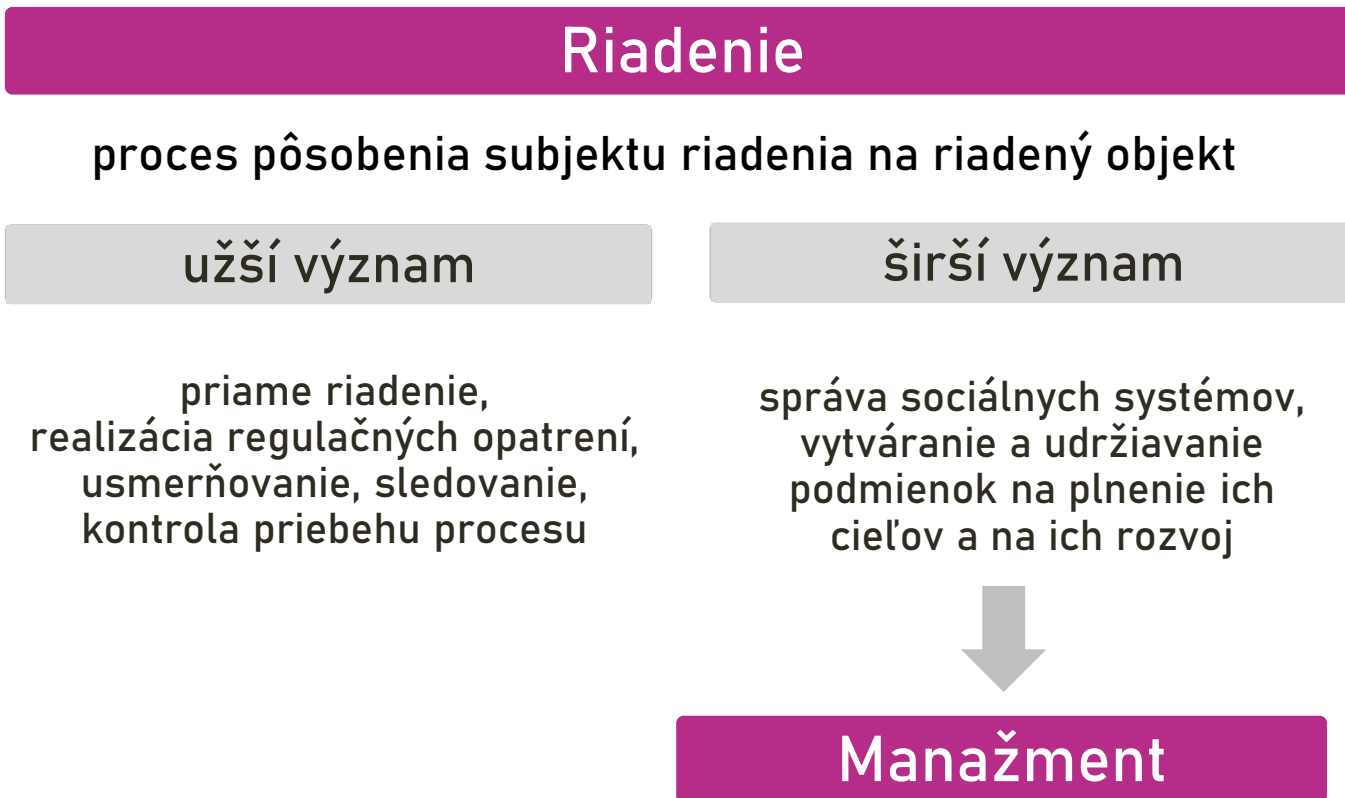 Riadenie
proces pôsobenia subjektu riadenia na riadený objekt
užší význam
priame riadenie,
realizácia regulačných opatrení,
usmerňovanie, sledovanie,
kontrola priebehu procesu
širší význam
správa sociálnych systémov,
vytváranie a udržiavanie
podmienok na plnenie ich
cieľov a na ich rozvoj
Manažment